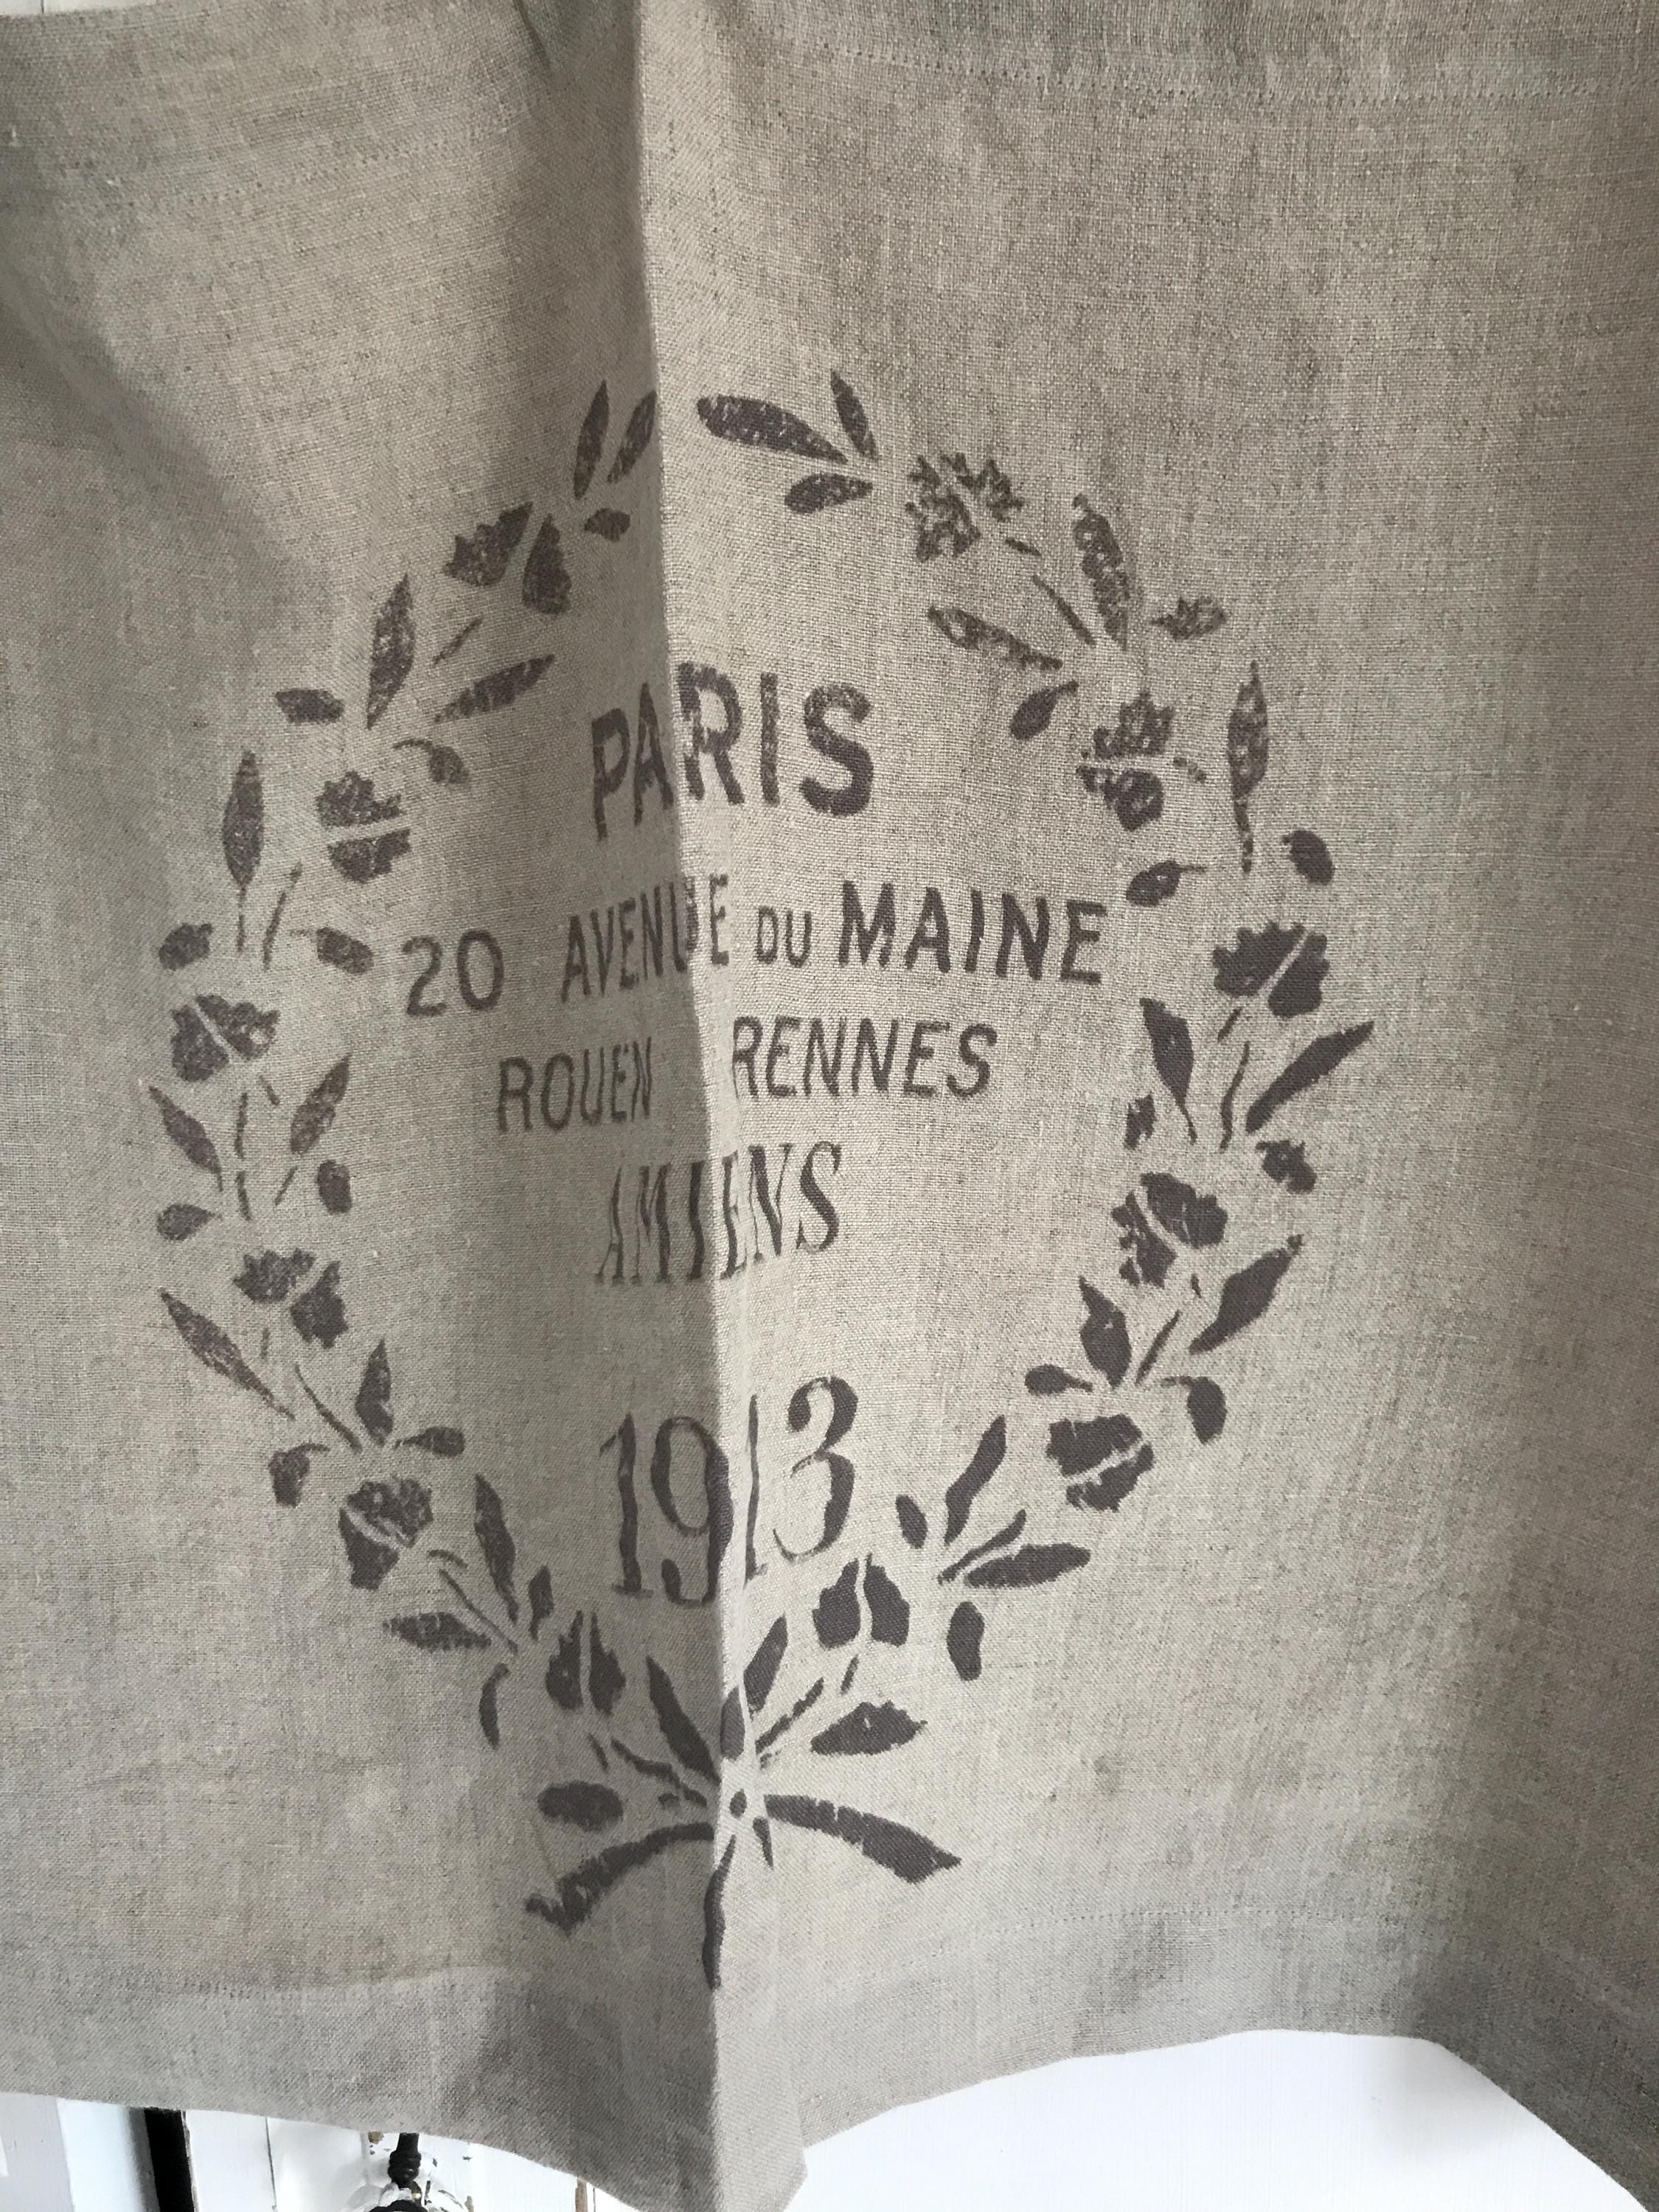 PARIS
20 AVENUE DU MAINE
ROUEN RENNES
AMIENS
1913